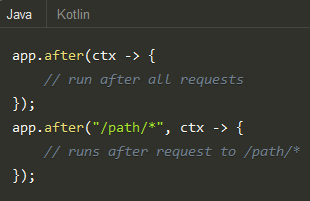 Java Kotlin
app.after(ctx -> {
    // run after all requests
});
app.after("/path/*", ctx -> {
    // runs after request to /path/*
});